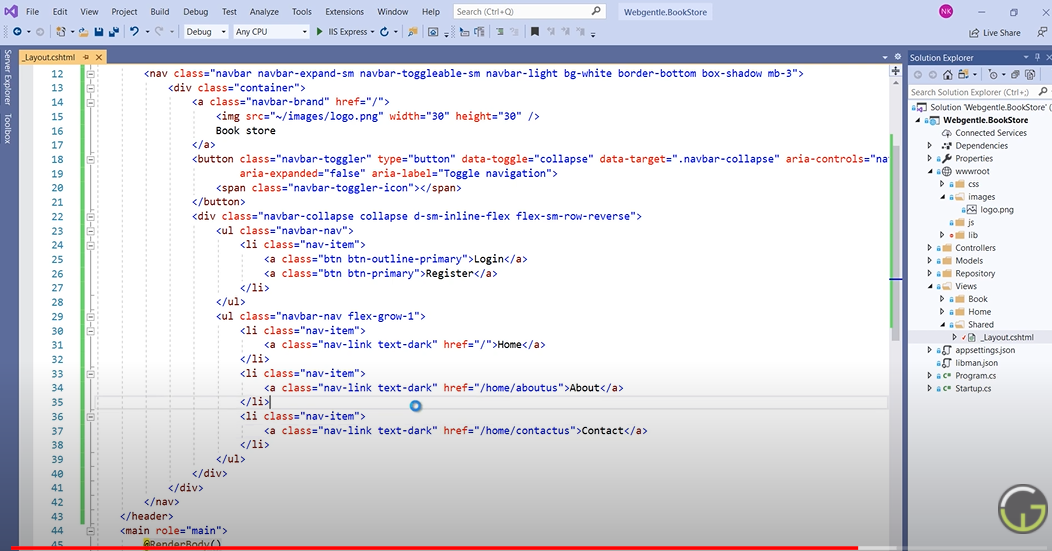 File Edit View Project Build Debug Test Analyze Tools Extensions Window Help Search (Ctrl+Q) Webgentle.BookStore NK
Debug Any CPU IIS Express Live Share
Server Explorer
Toolbox
_Layout.cshtml
12 <nav class="navbar navbar-expand-sm navbar-toggleable-sm navbar-light bg-white border-bottom box-shadow mb-3">
13 <div class="container">
14 <a class="navbar-brand" href="/">
15 <img src="~/images/logo.png" width="30" height="30" />
16 Book store
17 </a>
18 <button class="navbar-toggler" type="button" data-toggle="collapse" data-target=".navbar-collapse" aria-controls="na
19 aria-expanded="false" aria-label="Toggle navigation">
20 <span class="navbar-toggler-icon"></span>
21 </button>
22 <div class="navbar-collapse collapse d-sm-inline-flex flex-sm-row-reverse">
23 <ul class="navbar-nav">
24 <li class="nav-item">
25 <a class="btn btn-outline-primary">Login</a>
26 <a class="btn btn-primary">Register</a>
27 </li>
28 </ul>
29 <ul class="navbar-nav flex-grow-1">
30 <li class="nav-item">
31 <a class="nav-link text-dark" href="/">Home</a>
32 </li>
33 <li class="nav-item">
34 <a class="nav-link text-dark" href="/home/aboutus">About</a>
35 </li>
36 <li class="nav-item">
37 <a class="nav-link text-dark" href="/home/contactus">Contact</a>
38 </li>
39 </ul>
40 </div>
41 </div>
42 </nav>
43 </header>
44 <main role="main">
45 @RenderBody()
Solution Explorer
Search Solution Explorer (Ctrl+;)
Solution 'Webgentle.BookStore' (
Webgentle.BookStore
Connected Services
Dependencies
Properties
wwwroot
css
images
logo.png
js
lib
Controllers
Models
Repository
Views
Book
Home
Shared
_Layout.cshtml
appsettings.json
libman.json
Program.cs
Startup.cs